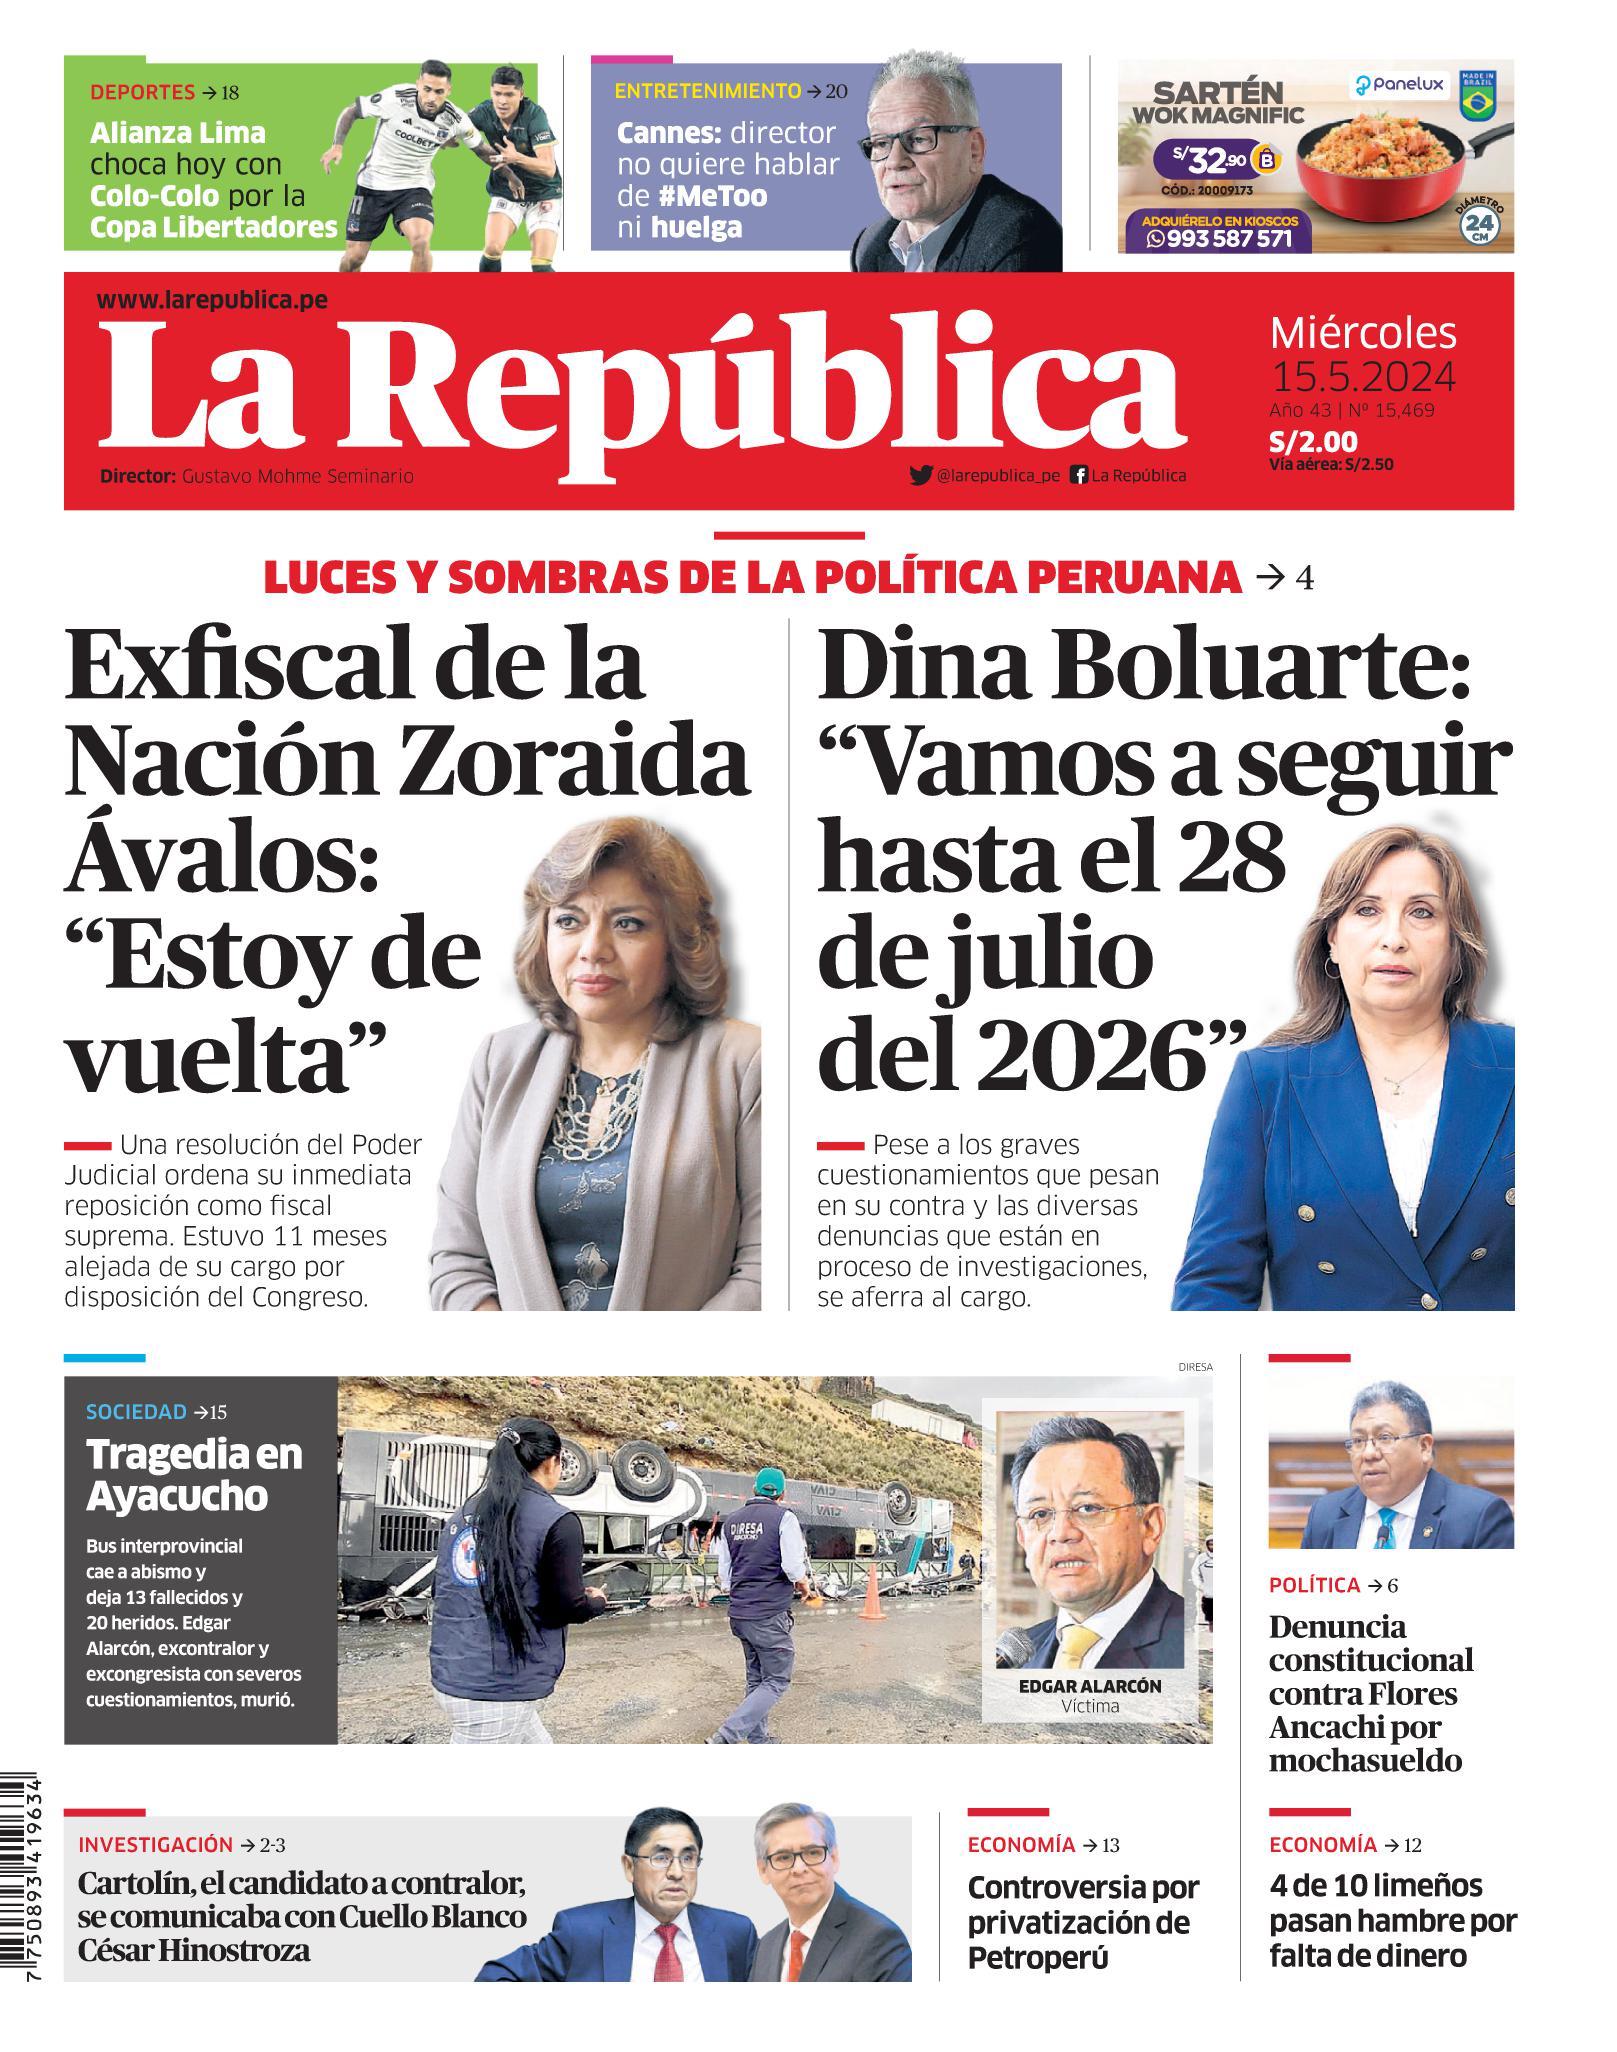 DEPORTES → 18
Alianza Lima
choca hoy con
Colo-Colo por la
Copa Libertadores
ENTRETENIMIENTO → 20
Cannes: director
no quiere hablar
de #MeToo
ni huelga
SARTÉN
WOK MAGNIFIC
Panelux
MADE IN
BRAZIL
S/32.90 B
CÓD.: 20009173
ADQUIÉRELO EN KIOSCOS
993 587 571
DIÁMETRO
24
CM
www.larepublica.pe
La República
Director: Gustavo Mohme Seminario
@larepublica_pe La República
Miércoles
15.5.2024
Año 43 | Nº 15,469
S/2.00
Vía aérea: S/2.50
LUCES Y SOMBRAS DE LA POLÍTICA PERUANA → 4
Exfiscal de la
Nación Zoraida
Ávalos:
“Estoy de
vuelta”
Una resolución del Poder
Judicial ordena su inmediata
reposición como fiscal
suprema. Estuvo 11 meses
alejada de su cargo por
disposición del Congreso.
Dina Boluarte:
“Vamos a seguir
hasta el 28
de julio
del 2026”
Pese a los graves
cuestionamientos que pesan
en su contra y las diversas
denuncias que están en
proceso de investigaciones,
se aferra al cargo.
DIRESA
SOCIEDAD → 15
Tragedia en
Ayacucho
Bus interprovincial
cae a abismo y
deja 13 fallecidos y
20 heridos. Edgar
Alarcón, excontralor y
excongresista con severos
cuestionamientos, murió.
DIRESA
EDGAR ALARCÓN
Víctima
POLÍTICA → 6
Denuncia
constitucional
contra Flores
Ancachi por
mochasueldo
INVESTIGACIÓN → 2-3
Cartolín, el candidato a contralor,
se comunicaba con Cuello Blanco
César Hinostroza
ECONOMÍA → 13
Controversia por
privatización de
Petroperú
ECONOMÍA → 12
4 de 10 limeños
pasan hambre por
falta de dinero
7 750893 419634